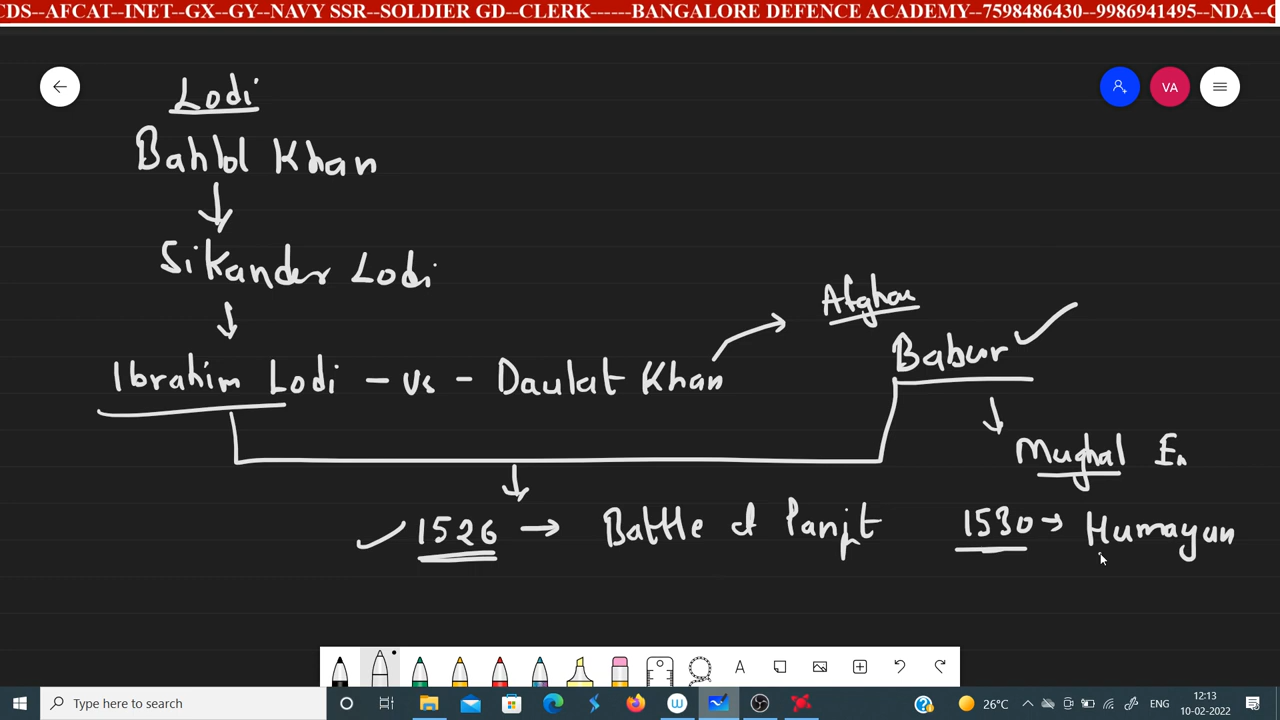 CDS--AFCAT-INET--GX--GY--NAVY SSR--SOLDIER GD--CLERK------BANGALORE DEFENCE ACADEMY--7598486430--9986941495--NDA--C
VA
Lodi
Bahlol Khan
Sikander Lodi
Afghan
Babur
Ibrahim Lodi - vs - Daulat Khan
Mughal Em
1526 → Battle of Panipt
1530 → Humayun
A
Type here to search
26°C
ENG
12:13
10-02-2022